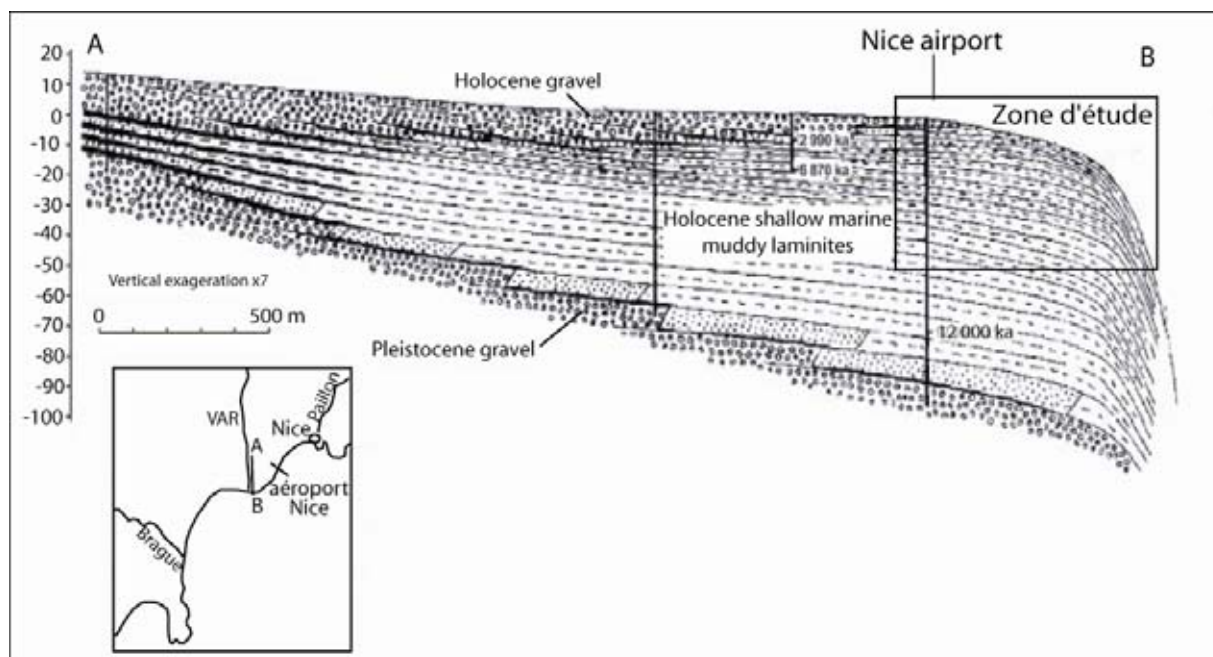 A
Nice airport
B
20
10
0
-10
-20
-30
-40
-50
-60
-70
-80
-90
-100
Holocene gravel
Zone d'étude
2 990 ka
6 870 ka
Holocene shallow marine
muddy laminites
12 000 ka
Vertical exageration x7
0 500 m
Pleistocene gravel
VAR
Nice
Paillon
A
B
aéroport
Nice
Brague